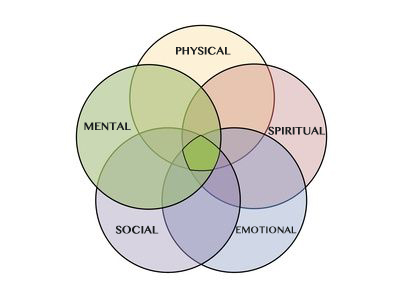 PHYSICAL
MENTAL
SPIRITUAL
SOCIAL
EMOTIONAL